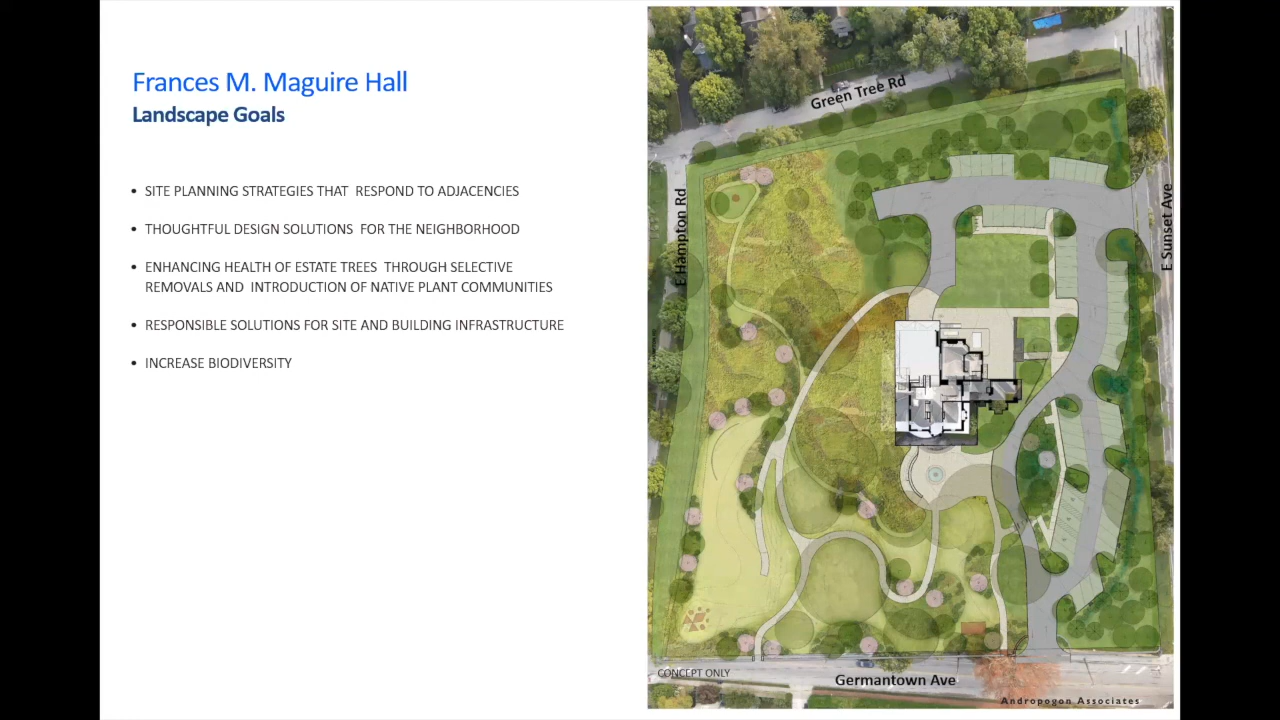 Frances M. Maguire Hall
Landscape Goals
• SITE PLANNING STRATEGIES THAT RESPOND TO ADJACENCIES
• THOUGHTFUL DESIGN SOLUTIONS FOR THE NEIGHBORHOOD
• ENHANCING HEALTH OF ESTATE TREES THROUGH SELECTIVE
REMOVALS AND INTRODUCTION OF NATIVE PLANT COMMUNITIES
• RESPONSIBLE SOLUTIONS FOR SITE AND BUILDING INFRASTRUCTURE
• INCREASE BIODIVERSITY
Green Tree Rd
E Hampton Rd
E Sunset Ave
CONCEPT ONLY
Germantown Ave
Andropogon Associates